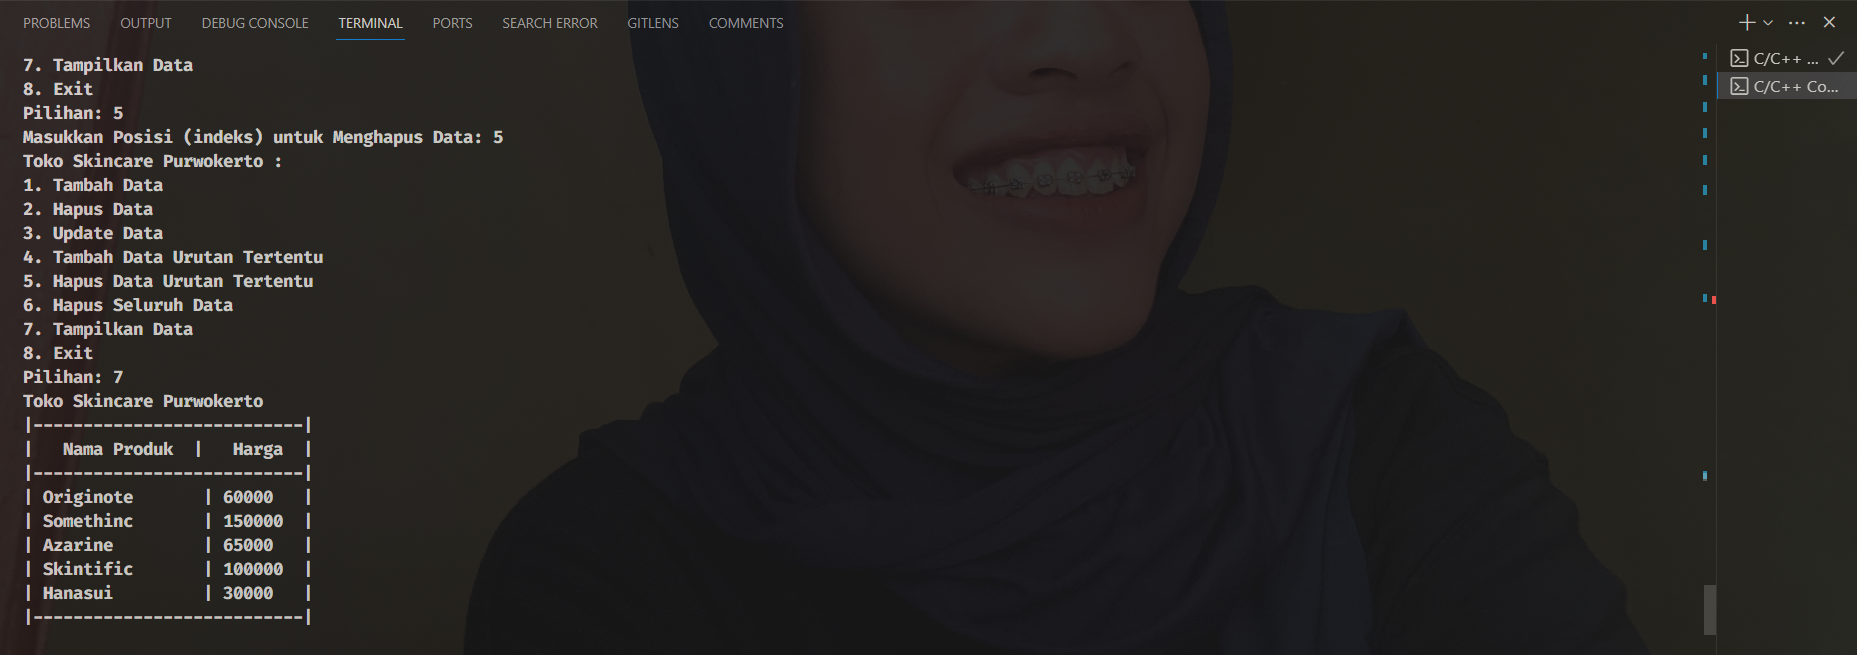 PROBLEMS OUTPUT DEBUG CONSOLE TERMINAL PORTS SEARCH ERROR GITLENS COMMENTS
7. Tampilkan Data
8. Exit
Pilihan: 5
Masukkan Posisi (indeks) untuk Menghapus Data: 5
Toko Skincare Purwokerto :
1. Tambah Data
2. Hapus Data
3. Update Data
4. Tambah Data Urutan Tertentu
5. Hapus Data Urutan Tertentu
6. Hapus Seluruh Data
7. Tampilkan Data
8. Exit
Pilihan: 7
Toko Skincare Purwokerto
|---------------------------|
|   Nama Produk  |   Harga  |
|---------------------------|
| Originote       | 60000   |
| Somethinc       | 150000  |
| Azarine         | 65000   |
| Skintific       | 100000  |
| Hanasui         | 30000   |
|---------------------------|
C/C++ ...
C/C++ Co...